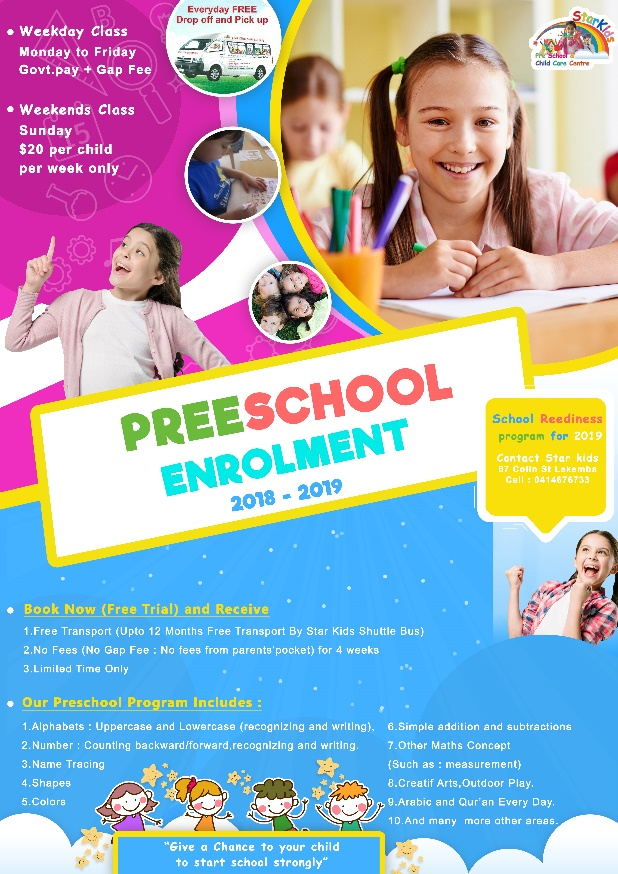 Everyday FREE
Drop off and Pick up
StarKids
Pre School &
Child Care Centre
Weekday Class
Monday to Friday
Govt.pay + Gap Fee
Weekends Class
Sunday
$20 per child
per week only
PREESCHOOL
ENROLMENT
2018 - 2019
School Reediness
program for 2019
Contact Star kids
67 Colin St Lakemba
Cell : 0414676733
Book Now (Free Trial) and Receive
1.Free Transport (Upto 12 Months Free Transport By Star Kids Shuttle Bus)
2.No Fees (No Gap Fee : No fees from parents'pocket) for 4 weeks
3.Limited Time Only
Our Preschool Program Includes :
1.Alphabets : Uppercase and Lowercase (recognizing and writing),
2.Number : Counting backward/forward,recognizing and writing.
3.Name Tracing
4.Shapes
5.Colors
6.Simple addition and subtractions
7.Other Maths Concept
(Such as : measurement)
8.Creatif Arts,Outdoor Play.
9.Arabic and Qur'an Every Day.
10.And many more other areas.
"Give a Chance to your child
to start school strongly"